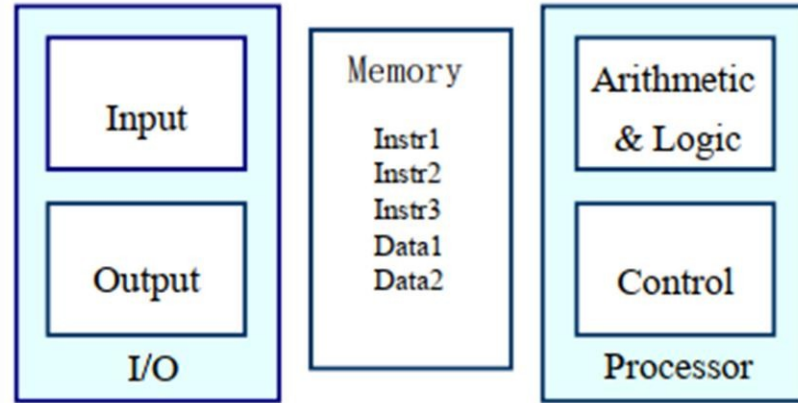 Input
Output
I/O
Memory
Instr1
Instr2
Instr3
Data1
Data2
Arithmetic
& Logic
Control
Processor